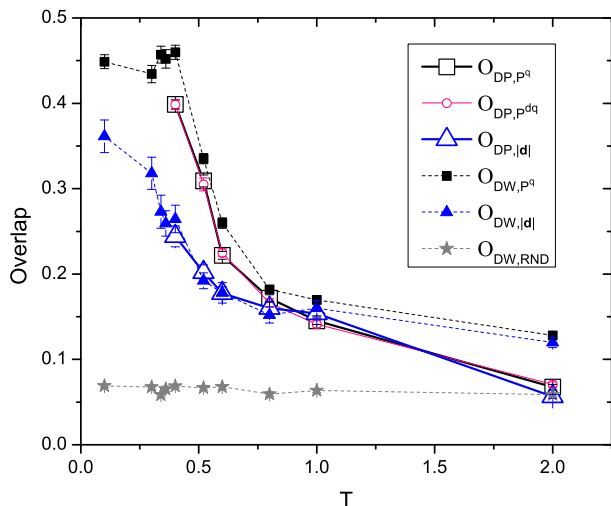 0.5
0.4
0.3
0.2
0.1
0.0
Overlap
O_DP,P^q
O_DP,P^dq
O_DP,|d|
O_DW,P^q
O_DW,|d|
O_DW,RND
0.0 0.5 1.0 1.5 2.0
T